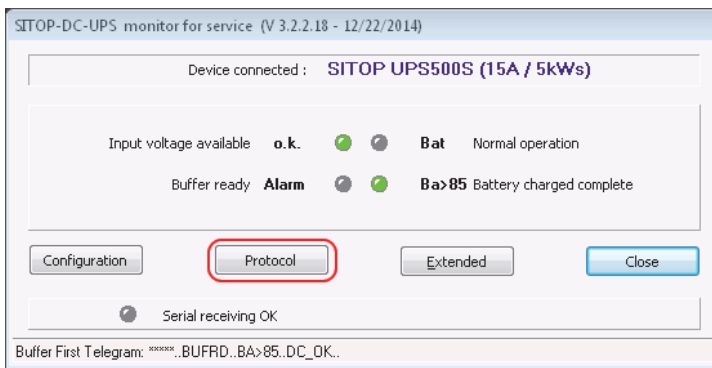 SITOP-DC-UPS monitor for service (V 3.2.2.18 - 12/22/2014)
Device connected : SITOP UPS500S (15A / 5kWs)
Input voltage available o.k. Bat Normal operation
Buffer ready Alarm Ba>85 Battery charged complete
Configuration Protocol Extended Close
Serial receiving OK
Buffer First Telegram: *****..BUFRD..BA>85..DC_OK..